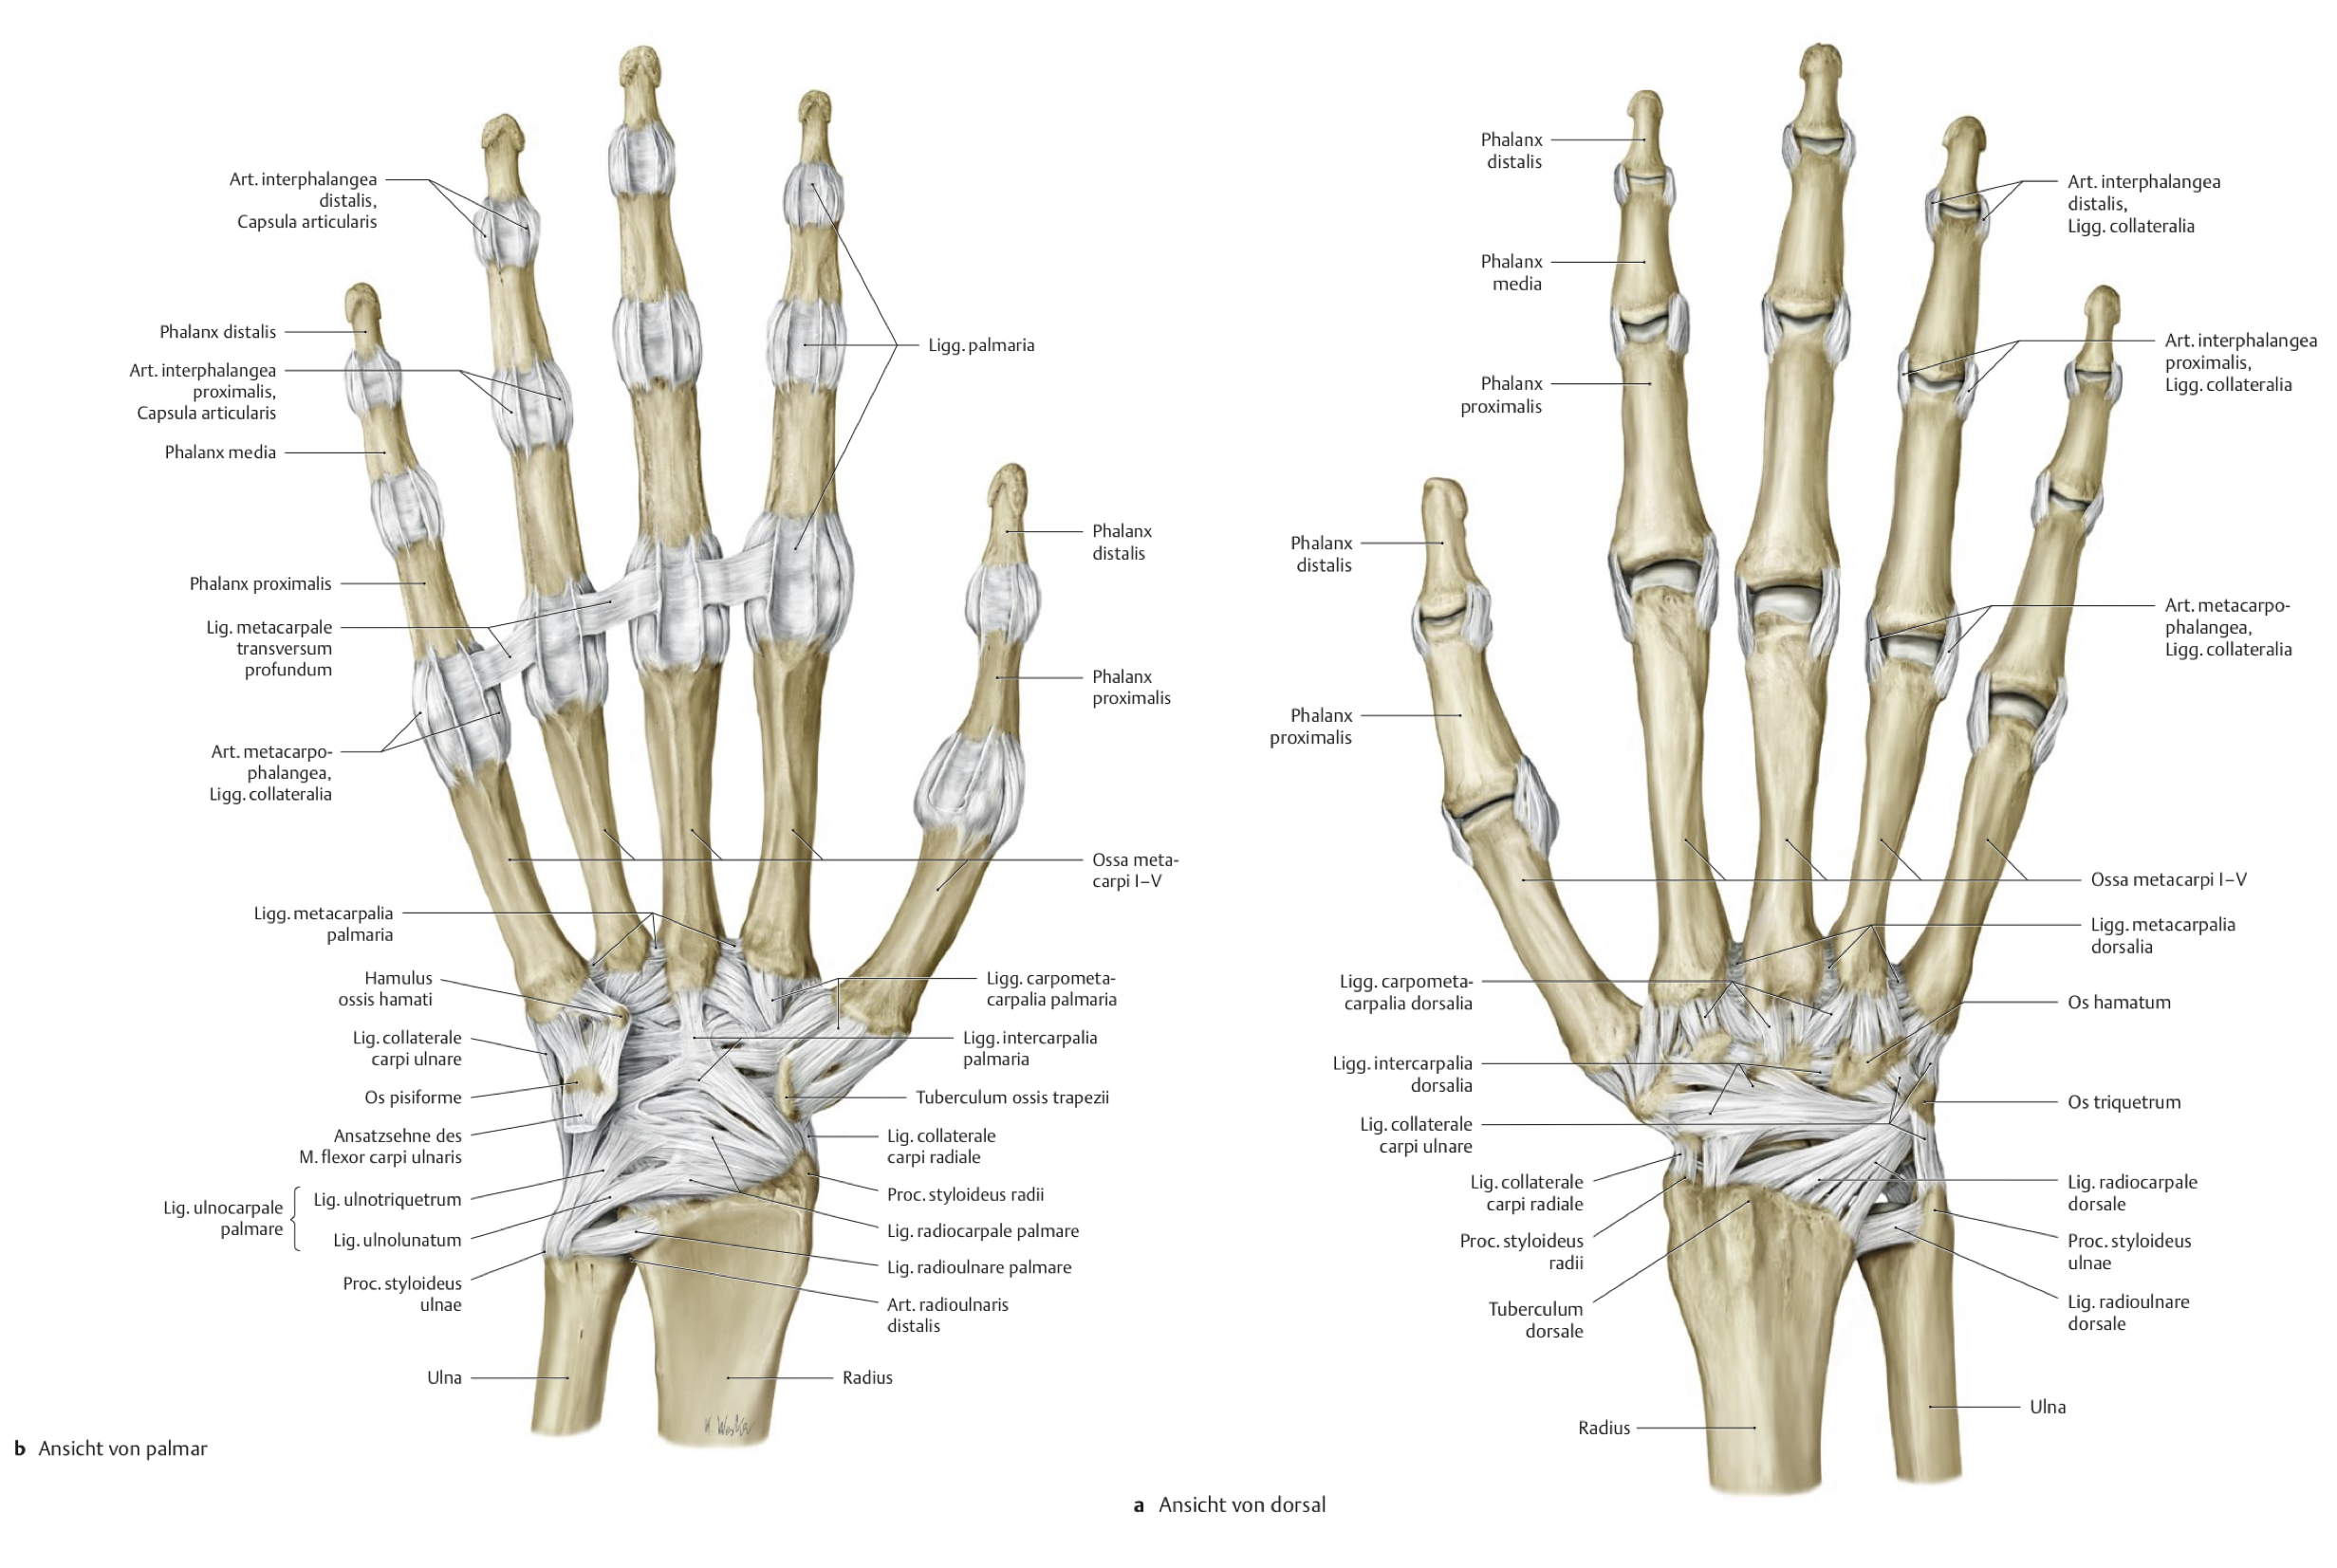 Art. interphalangea
distalis,
Capsula articularis
Phalanx distalis
Art. interphalangea
proximalis,
Capsula articularis
Phalanx media
Phalanx proximalis
Lig. metacarpale
transversum
profundum
Art. metacarpo-
phalangea,
Ligg. collateralia
Ligg. metacarpalia
palmaria
Hamulus
ossis hamati
Lig. collaterale
carpi ulnare
Os pisiforme
Ansatzsehne des
M. flexor carpi ulnaris
Lig. ulnocarpale
palmare
Lig. ulnotriquetrum
Lig. ulnolunatum
Proc. styloideus
ulnae
Ulna
Ligg. palmaria
Phalanx
distalis
Phalanx
proximalis
Ossa meta-
carpi I–V
Ligg. carpometa-
carpalia palmaria
Ligg. intercarpalia
palmaria
Tuberculum ossis trapezii
Lig. collaterale
carpi radiale
Proc. styloideus radii
Lig. radiocarpale palmare
Lig. radioulnare palmare
Art. radioulnaris
distalis
Radius
b Ansicht von palmar
Phalanx
distalis
Phalanx
media
Phalanx
proximalis
Phalanx
distalis
Phalanx
proximalis
Ligg. carpometa-
carpalia dorsalia
Ligg. intercarpalia
dorsalia
Lig. collaterale
carpi ulnare
Lig. collaterale
carpi radiale
Proc. styloideus
radii
Tuberculum
dorsale
Radius
Art. interphalangea
distalis,
Ligg. collateralia
Art. interphalangea
proximalis,
Ligg. collateralia
Art. metacarpo-
phalangea,
Ligg. collateralia
Ossa metacarpi I–V
Ligg. metacarpalia
dorsalia
Os hamatum
Os triquetrum
Lig. radiocarpale
dorsale
Proc. styloideus
ulnae
Lig. radioulnare
dorsale
Ulna
a Ansicht von dorsal